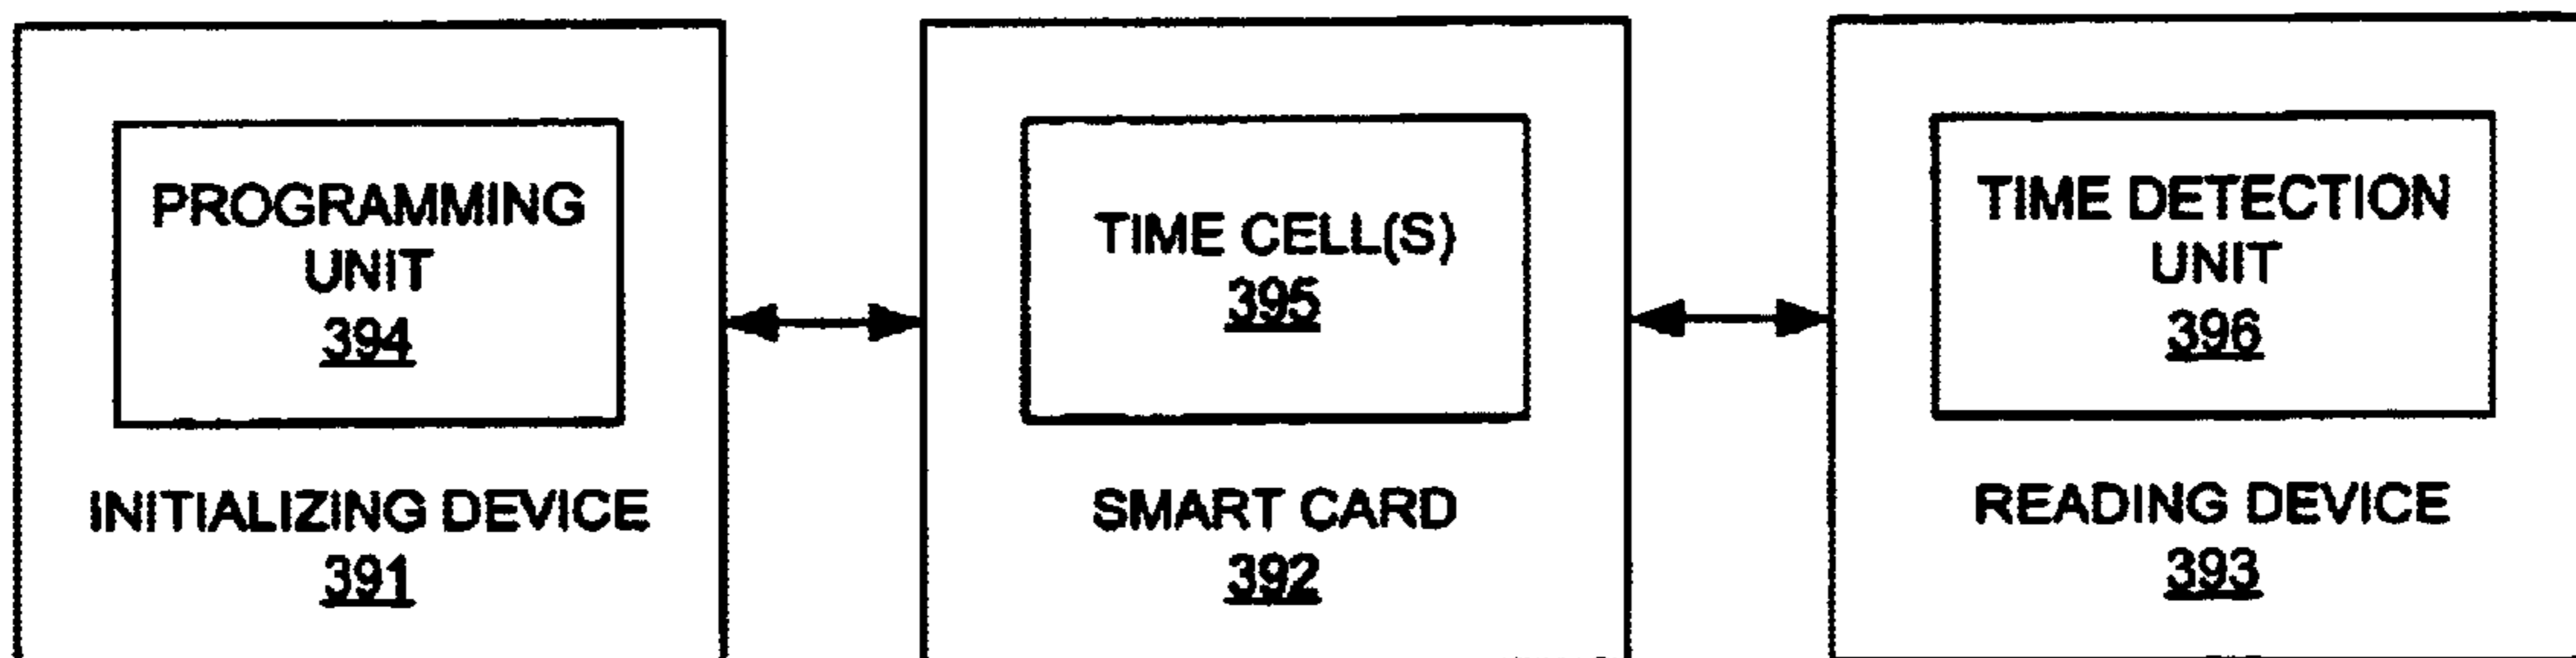 PROGRAMMING
UNIT
394
INITIALIZING DEVICE
391
TIME CELL(S)
395
SMART CARD
392
TIME DETECTION
UNIT
396
READING DEVICE
393